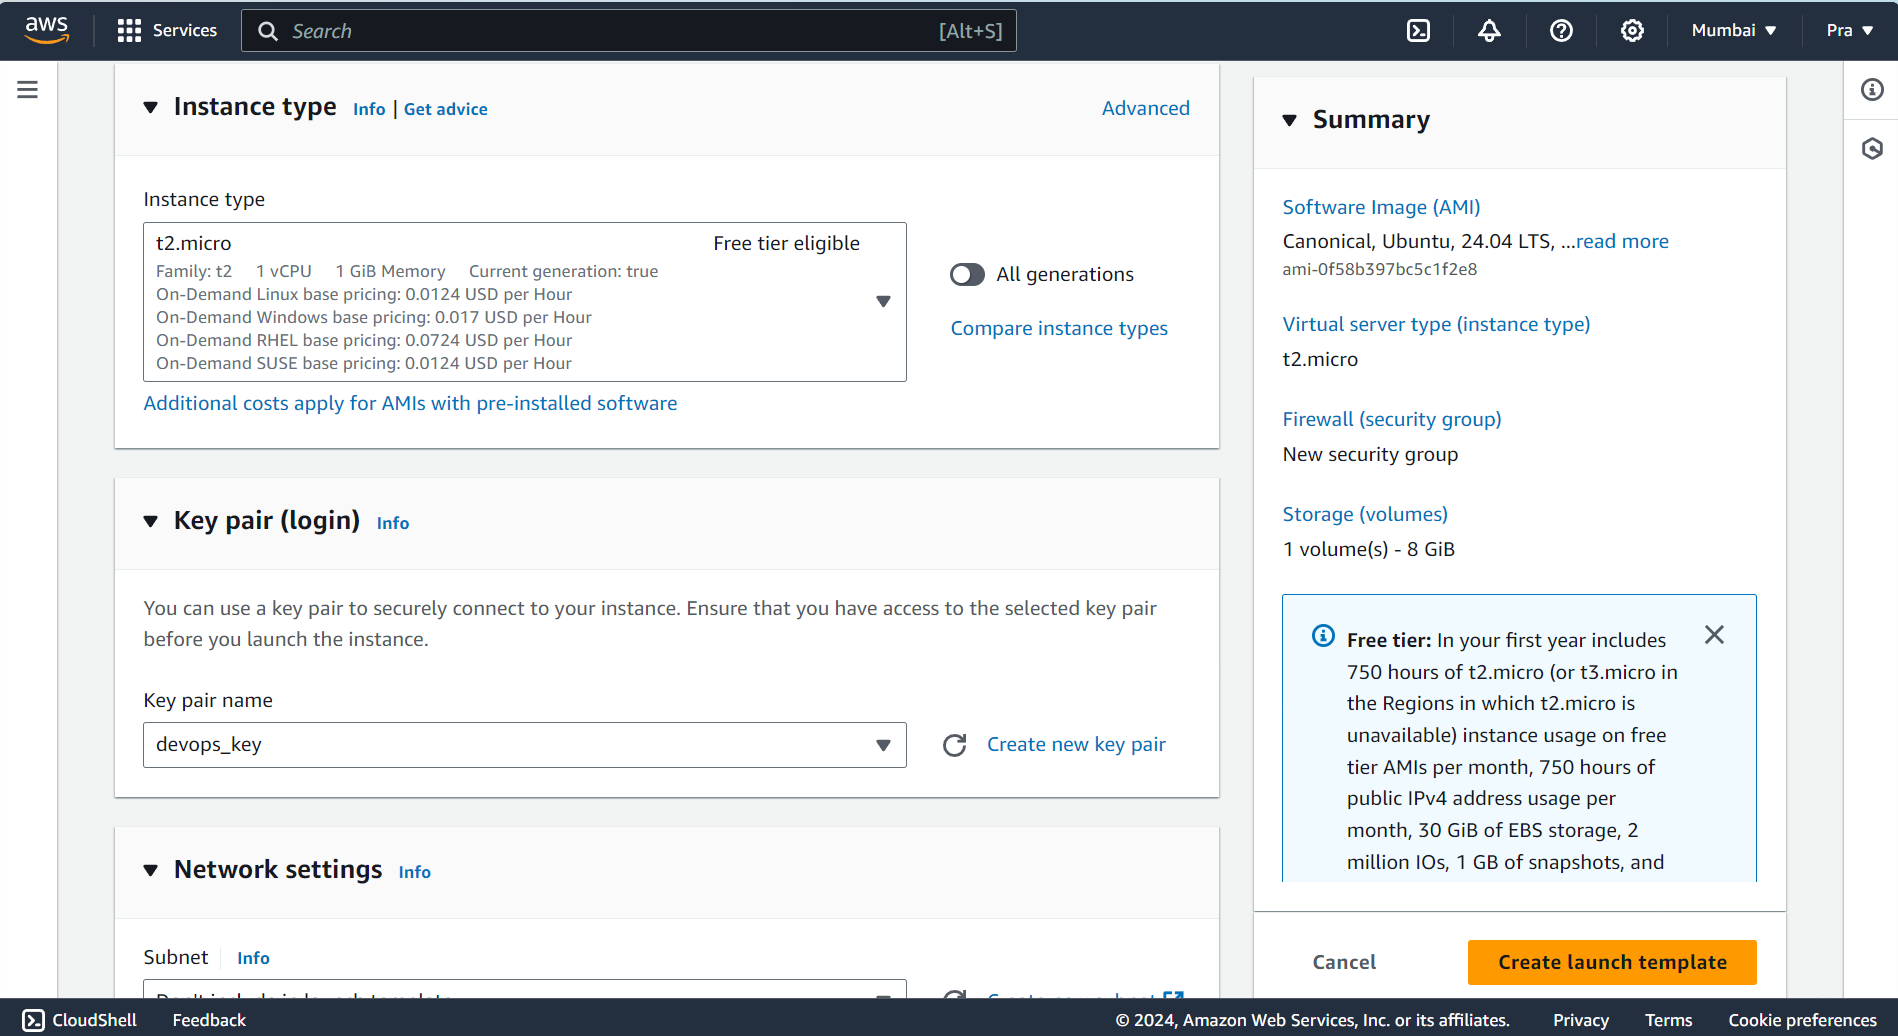 aws
Services
Search
[Alt+S]
Mumbai
Pra
Instance type
Info | Get advice
Advanced
Instance type
t2.micro
Free tier eligible
Family: t2 1 vCPU 1 GiB Memory Current generation: true
On-Demand Linux base pricing: 0.0124 USD per Hour
On-Demand Windows base pricing: 0.017 USD per Hour
On-Demand RHEL base pricing: 0.0724 USD per Hour
On-Demand SUSE base pricing: 0.0124 USD per Hour
All generations
Compare instance types
Additional costs apply for AMIs with pre-installed software
Key pair (login)
Info
You can use a key pair to securely connect to your instance. Ensure that you have access to the selected key pair
before you launch the instance.
Key pair name
devops_key
Create new key pair
Network settings
Info
Subnet
Info
Don't include in launch template
Create new subnet
Summary
Software Image (AMI)
Canonical, Ubuntu, 24.04 LTS, ...read more
ami-0f58b397bc5c1f2e8
Virtual server type (instance type)
t2.micro
Firewall (security group)
New security group
Storage (volumes)
1 volume(s) - 8 GiB
Free tier: In your first year includes
750 hours of t2.micro (or t3.micro in
the Regions in which t2.micro is
unavailable) instance usage on free
tier AMIs per month, 750 hours of
public IPv4 address usage per
month, 30 GiB of EBS storage, 2
million IOs, 1 GB of snapshots, and
Cancel
Create launch template
CloudShell
Feedback
© 2024, Amazon Web Services, Inc. or its affiliates.
Privacy
Terms
Cookie preferences